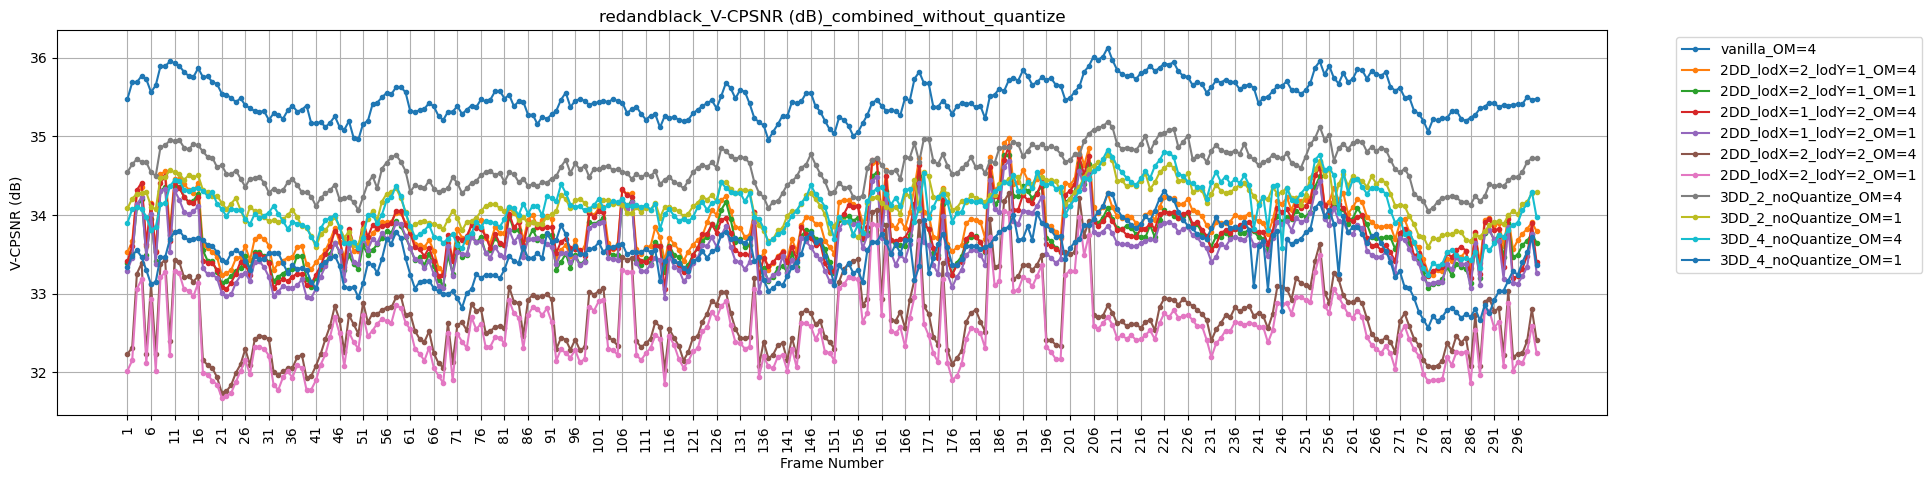 redandblack_V-CPSNR (dB)_combined_without_quantize
V-CPSNR (dB)
36
35
34
33
32
1 6 11 16 21 26 31 36 41 46 51 56 61 66 71 76 81 86 91 96 101 106 111 116 121 126 131 136 141 146 151 156 161 166 171 176 181 186 191 196 201 206 211 216 221 226 231 236 241 246 251 256 261 266 271 276 281 286 291 296
Frame Number
vanilla_OM=4
2DD_lodX=2_lodY=1_OM=4
2DD_lodX=2_lodY=1_OM=1
2DD_lodX=1_lodY=2_OM=4
2DD_lodX=1_lodY=2_OM=1
2DD_lodX=2_lodY=2_OM=4
2DD_lodX=2_lodY=2_OM=1
3DD_2_noQuantize_OM=4
3DD_2_noQuantize_OM=1
3DD_4_noQuantize_OM=4
3DD_4_noQuantize_OM=1